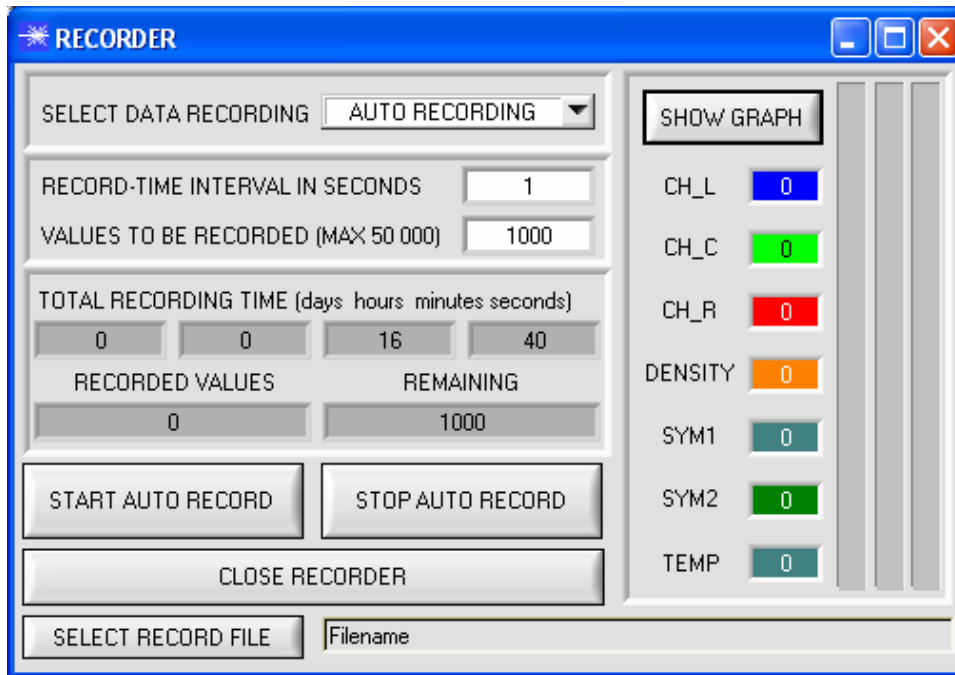 RECORDER
SELECT DATA RECORDING AUTO RECORDING
RECORD-TIME INTERVAL IN SECONDS 1
VALUES TO BE RECORDED (MAX 50 000) 1000
TOTAL RECORDING TIME (days hours minutes seconds)
0 0 16 40
RECORDED VALUES REMAINING
0 1000
START AUTO RECORD STOP AUTO RECORD
CLOSE RECORDER
SELECT RECORD FILE Filename
SHOW GRAPH
CH_L 0
CH_C 0
CH_R 0
DENSITY 0
SYM1 0
SYM2 0
TEMP 0